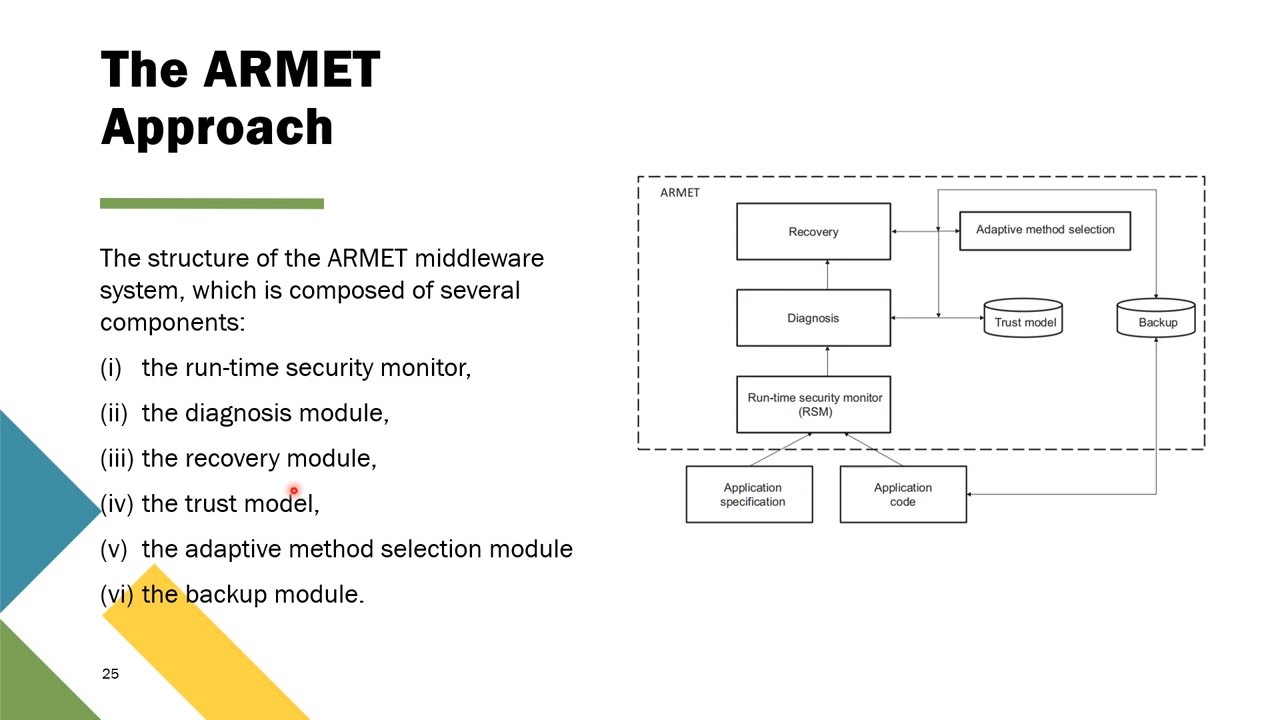 The ARMET
Approach
The structure of the ARMET middleware
system, which is composed of several
components:
(i) the run-time security monitor,
(ii) the diagnosis module,
(iii) the recovery module,
(iv) the trust model,
(v) the adaptive method selection module
(vi) the backup module.
25
ARMET
Recovery
Adaptive method selection
Diagnosis
Trust model
Backup
Run-time security monitor
(RSM)
Application
specification
Application
code